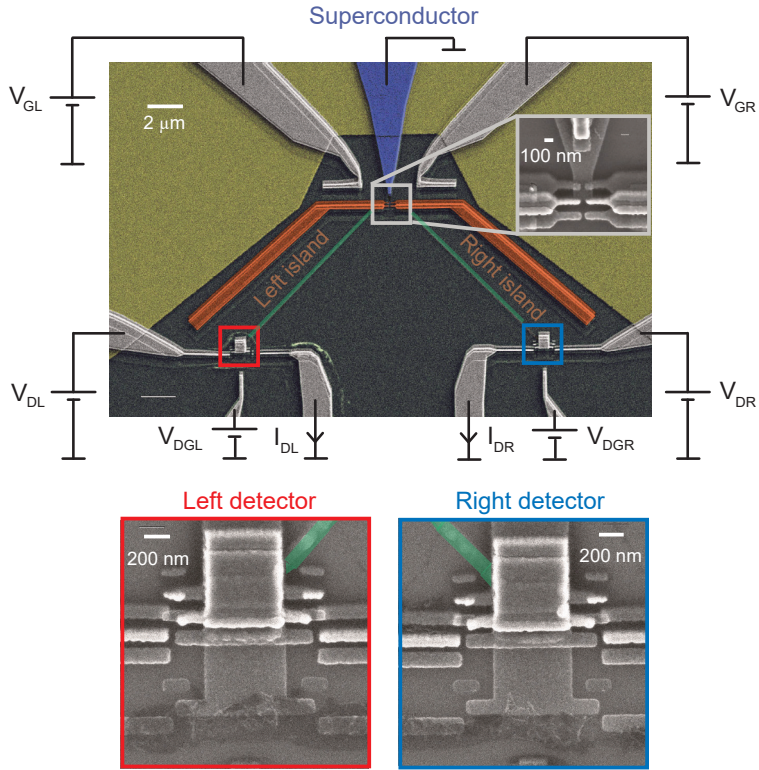 Superconductor
V_GL
V_GR
2 μm
100 nm
Left island
Right island
V_DL
V_DR
V_DGL
I_DL
I_DR
V_DGR
Left detector
Right detector
200 nm
200 nm